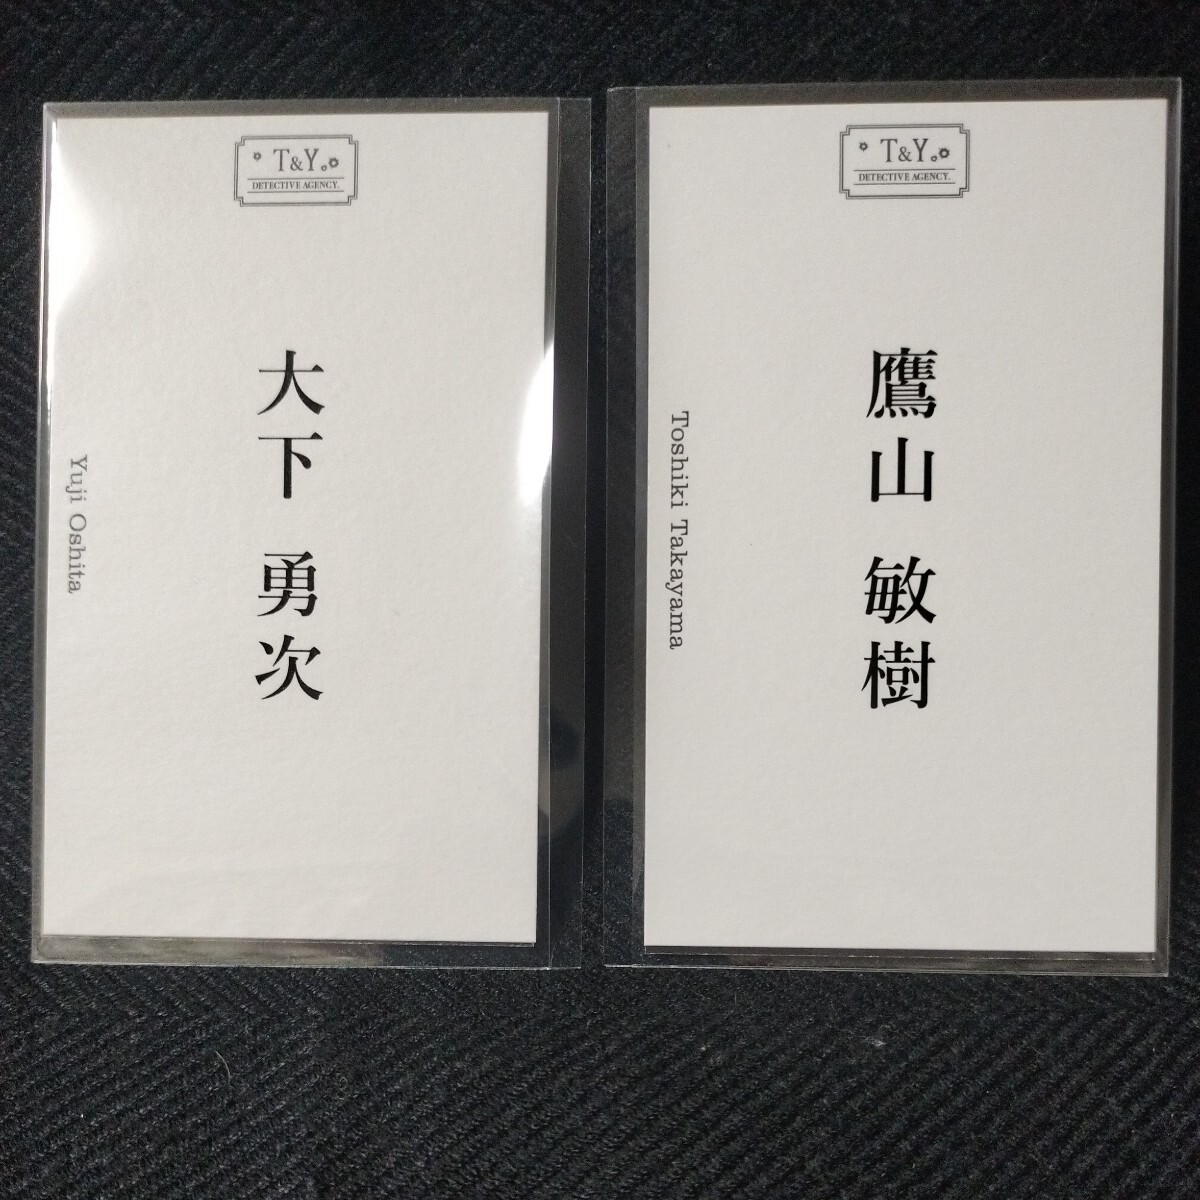 T&Y.
DETECTIVE AGENCY.
大下 勇次
Yuji Oshita
T&Y.
DETECTIVE AGENCY.
鷹山 敏樹
Toshiki Takayama